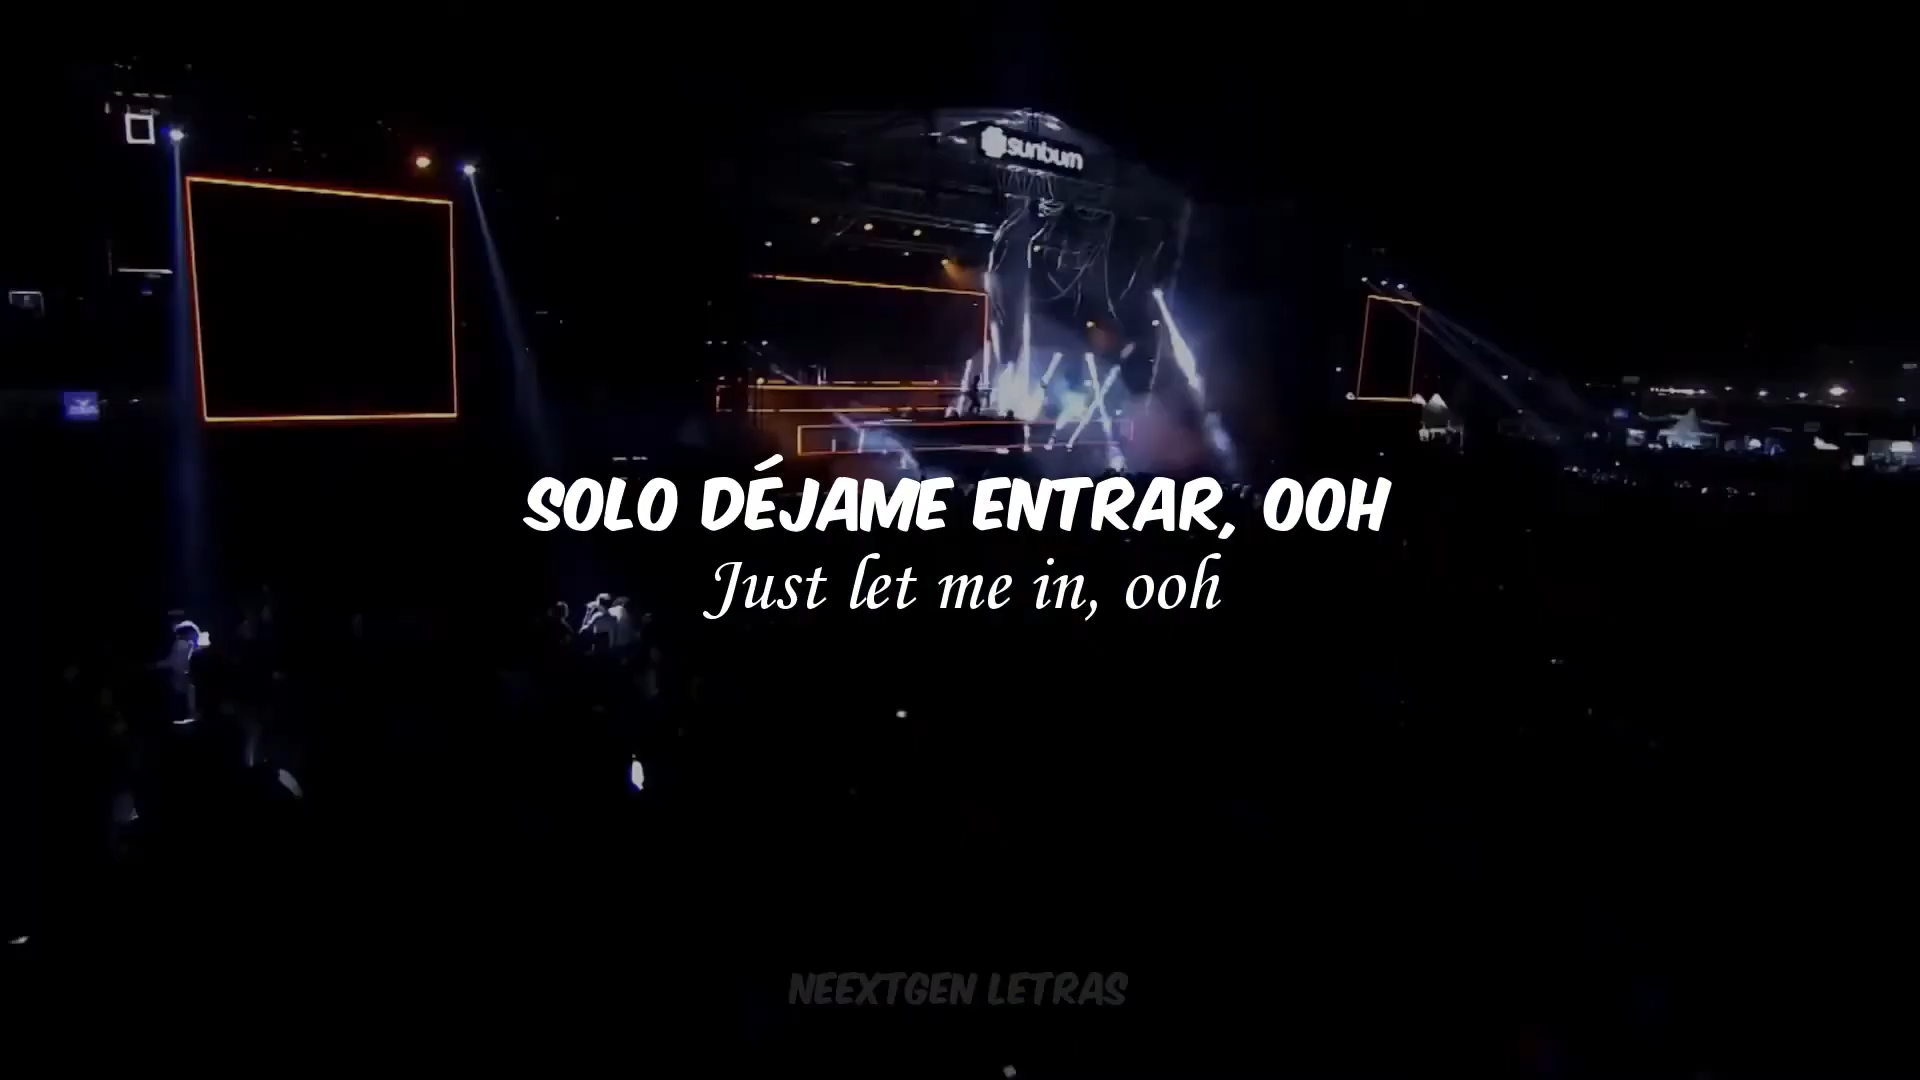 sunburn
SOLO DÉJAME ENTRAR, OOH
Just let me in, ooh
NEEXTGEN LETRAS